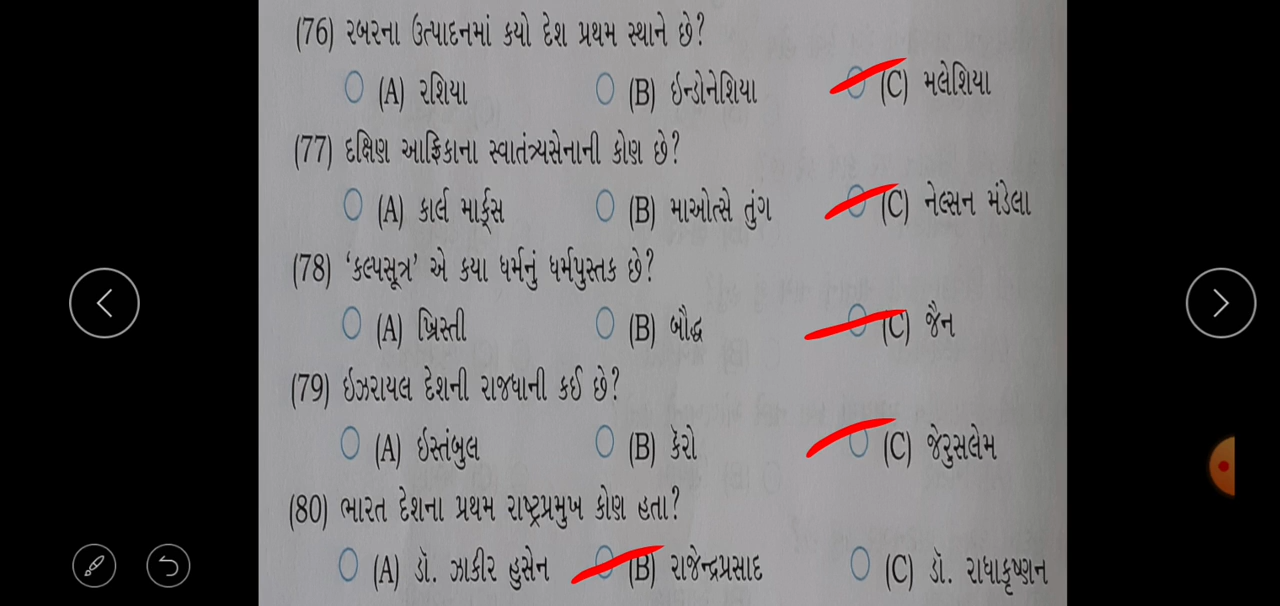 (76) રબરના ઉત્પાદનમાં કયો દેશ પ્રથમ સ્થાને છે?
(A) રશિયા (B) ઇન્ડોનેશિયા (C) મલેશિયા
(77) દક્ષિણ આફ્રિકાના સ્વાતંત્ર્યસેનાની કોણ છે?
(A) કાર્લ માર્ક્સ (B) માઓત્સે તુંગ (C) નેલ્સન મંડેલા
(78) ‘કલ્પસૂત્ર’ એ કયા ધર્મનું ધર્મપુસ્તક છે?
(A) ખ્રિસ્તી (B) બૌદ્ધ (C) જૈન
(79) ઇઝરાયલ દેશની રાજધાની કઈ છે?
(A) ઇસ્તંબુલ (B) કૅરો (C) જેરુસલેમ
(80) ભારત દેશના પ્રથમ રાષ્ટ્રપ્રમુખ કોણ હતા?
(A) ડૉ. ઝાકીર હુસેન (B) રાજેન્દ્રપ્રસાદ (C) ડૉ. રાધાકૃષ્ણન